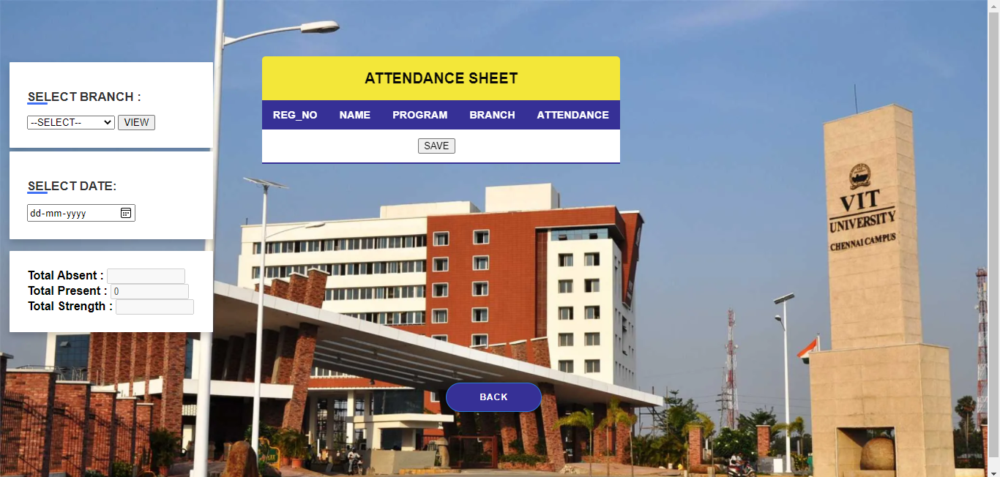 SELECT BRANCH :
--SELECT-- VIEW
SELECT DATE:
dd-mm-yyyy
Total Absent :
Total Present : 0
Total Strength :
ATTENDANCE SHEET
REG_NO NAME PROGRAM BRANCH ATTENDANCE
SAVE
BACK
VIT
UNIVERSITY
CHENNAI CAMPUS